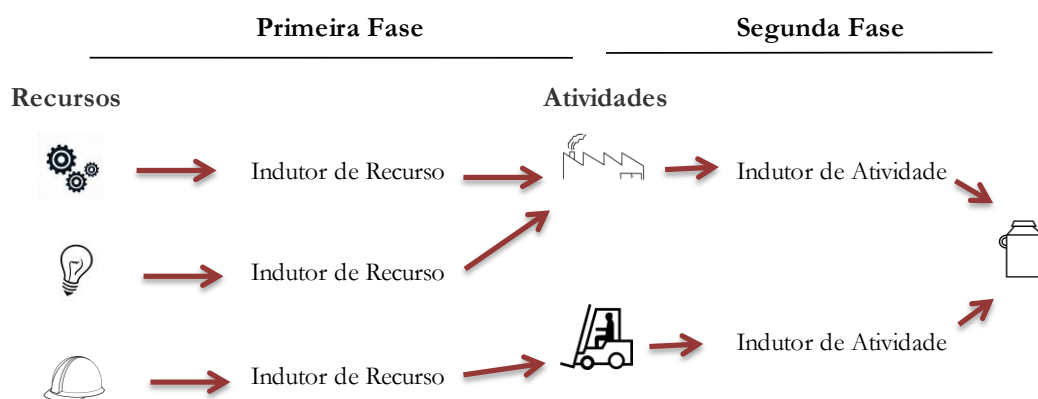 Primeira Fase
Segunda Fase
Recursos
Atividades
Indutor de Recurso
Indutor de Atividade
Indutor de Recurso
Indutor de Atividade
Indutor de Recurso